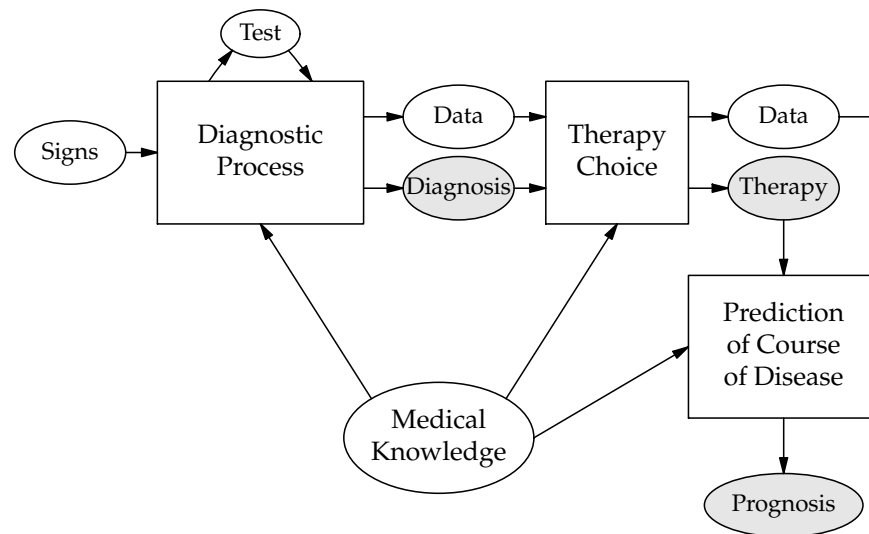 Test
Signs
Diagnostic
Process
Data
Diagnosis
Therapy
Choice
Data
Therapy
Prediction
of Course
of Disease
Medical
Knowledge
Prognosis